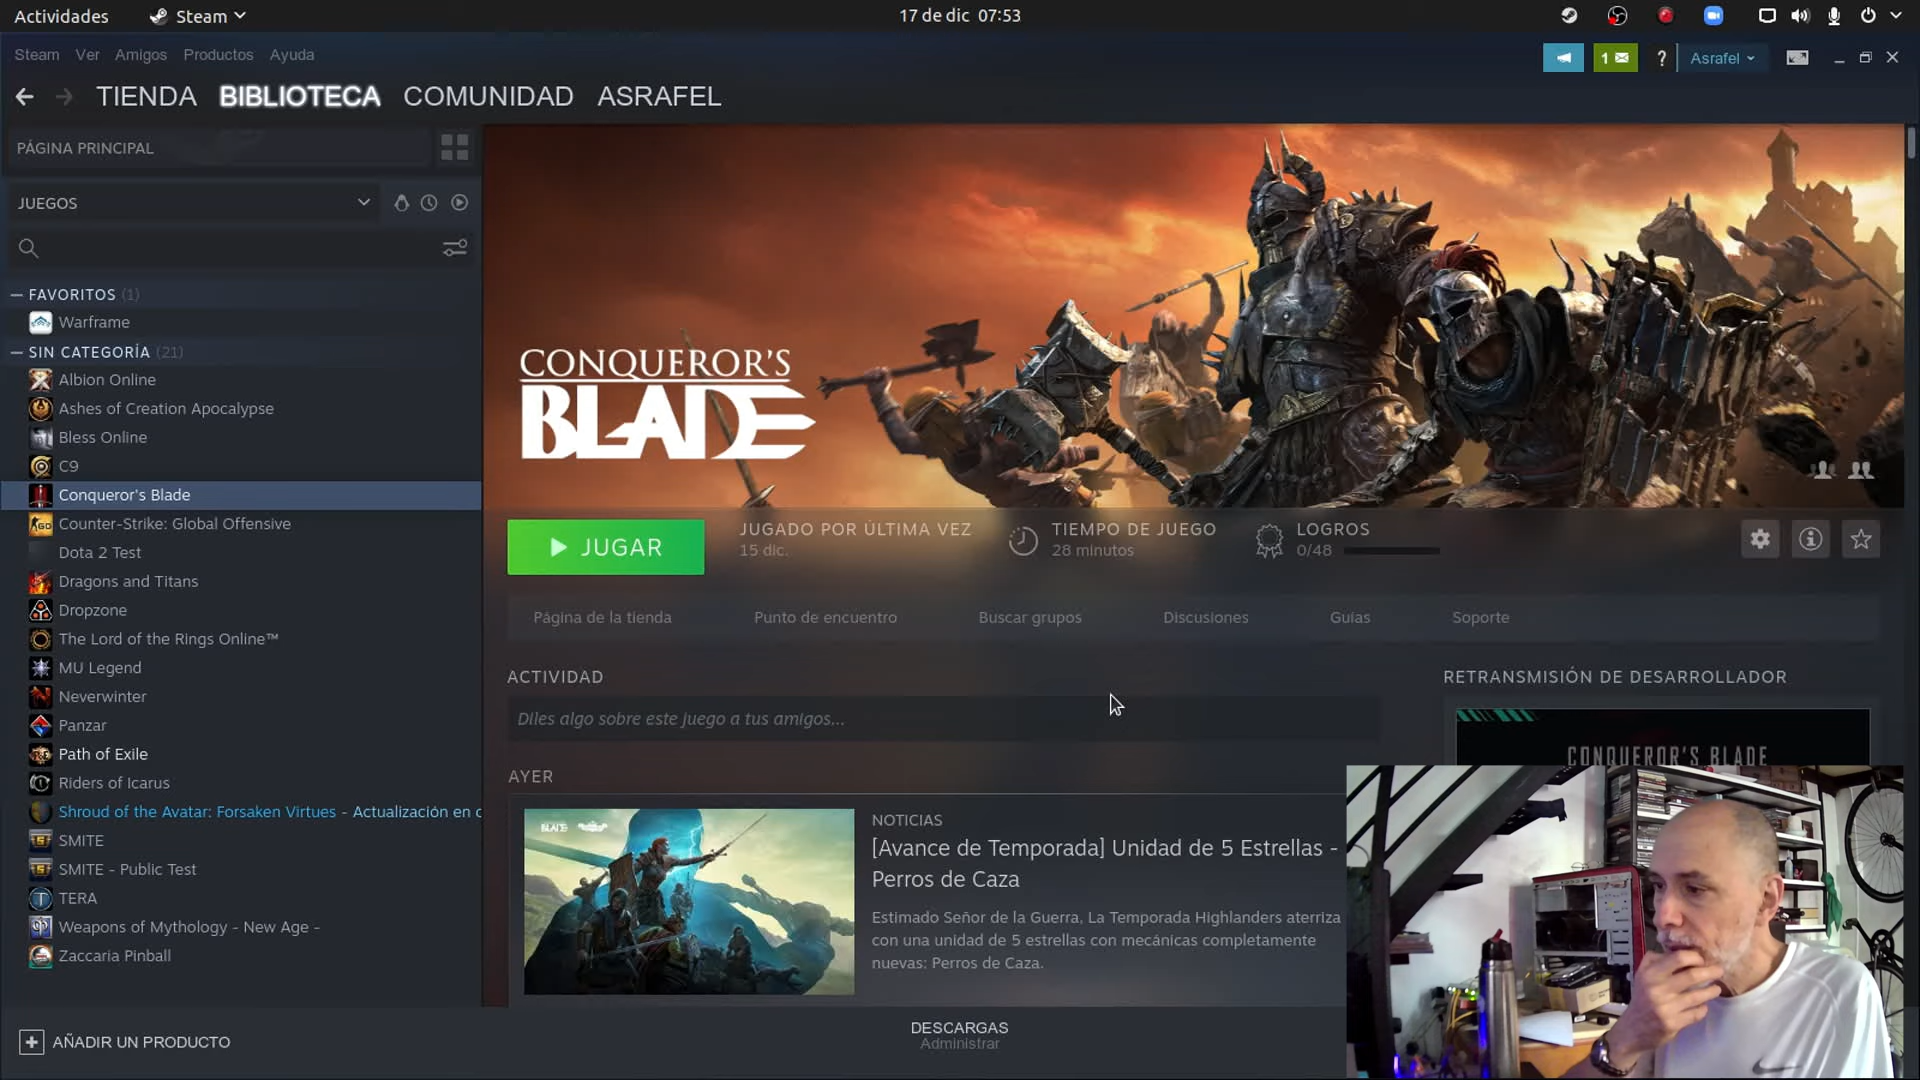 Actividades
Steam
17 de dic 07:53
Steam Ver Amigos Productos Ayuda
1
?
Asrafel
TIENDA BIBLIOTECA COMUNIDAD ASRAFEL
PÁGINA PRINCIPAL
JUEGOS
— FAVORITOS (1)
Warframe
— SIN CATEGORÍA (21)
Albion Online
Ashes of Creation Apocalypse
Bless Online
C9
Conqueror's Blade
Counter-Strike: Global Offensive
Dota 2 Test
Dragons and Titans
Dropzone
The Lord of the Rings Online™
MU Legend
Neverwinter
Panzar
Path of Exile
Riders of Icarus
Shroud of the Avatar: Forsaken Virtues - Actualización en c
SMITE
SMITE - Public Test
TERA
Weapons of Mythology - New Age -
Zaccaria Pinball
+ AÑADIR UN PRODUCTO
CONQUEROR'S
BLADE
JUGAR
JUGADO POR ÚLTIMA VEZ
15 dic.
TIEMPO DE JUEGO
28 minutos
LOGROS
0/48
Página de la tienda
Punto de encuentro
Buscar grupos
Discusiones
Guías
Soporte
ACTIVIDAD
Diles algo sobre este juego a tus amigos...
AYER
NOTICIAS
[Avance de Temporada] Unidad de 5 Estrellas -
Perros de Caza
Estimado Señor de la Guerra, La Temporada Highlanders aterriza
con una unidad de 5 estrellas con mecánicas completamente
nuevas: Perros de Caza.
RETRANSMISIÓN DE DESARROLLADOR
CONQUEROR'S BLADE
DESCARGAS
Administrar